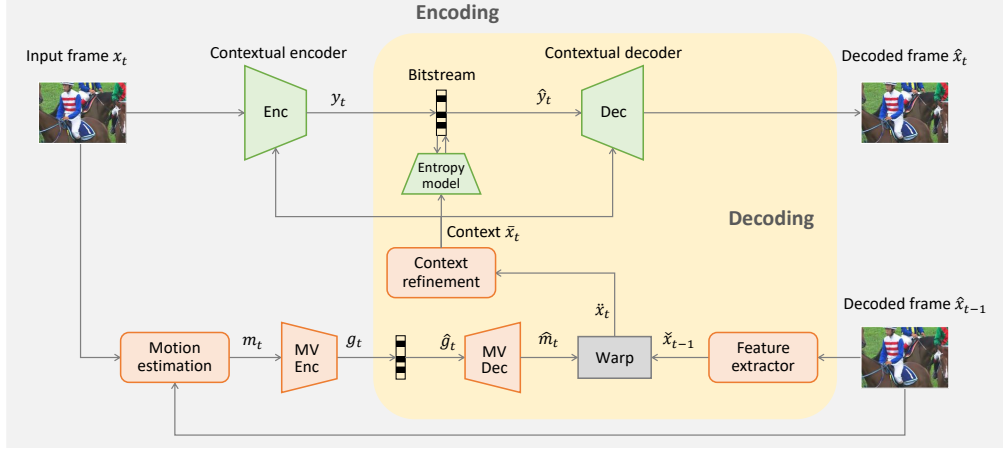 Encoding
Input frame x_t
Contextual encoder
Contextual decoder
Decoded frame x̂_t
Bitstream
Enc
y_t
ŷ_t
Dec
Entropy
model
Decoding
Context x̄_t
Context
refinement
ẍ_t
Decoded frame x̂_{t−1}
Motion
estimation
m_t
MV
Enc
g_t
ĝ_t
MV
Dec
m̂_t
Warp
x̌_{t−1}
Feature
extractor